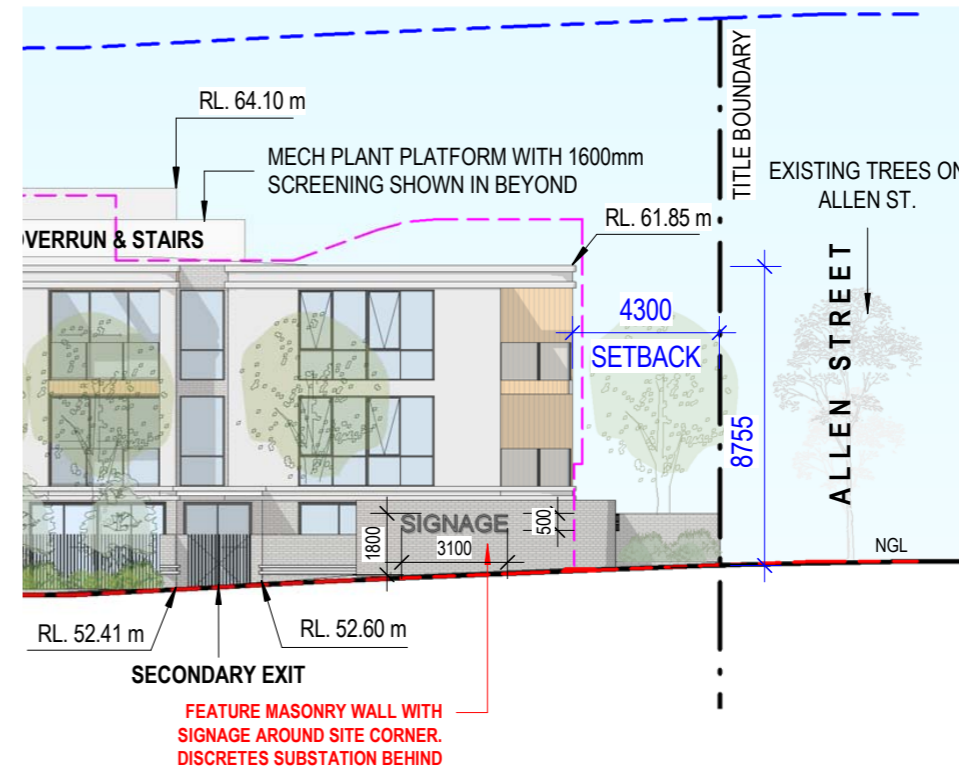 RL. 64.10 m
TITLE BOUNDARY
MECH PLANT PLATFORM WITH 1600mm
SCREENING SHOWN IN BEYOND
EXISTING TREES ON
ALLEN ST.
RL. 61.85 m
OVERRUN & STAIRS
4300
SETBACK
8755
ALLEN STREET
SIGNAGE
500
1800
3100
NGL
RL. 52.41 m
RL. 52.60 m
SECONDARY EXIT
FEATURE MASONRY WALL WITH
SIGNAGE AROUND SITE CORNER.
DISCRETES SUBSTATION BEHIND